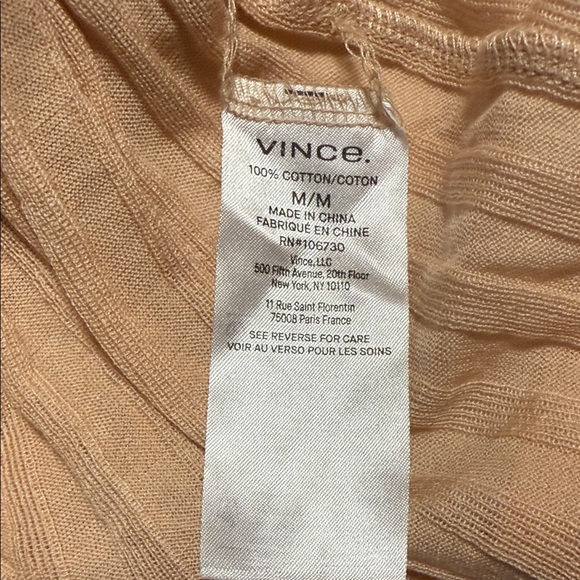 VINCE.
100% COTTON/COTON
M/M
MADE IN CHINA
FABRIQUÉ EN CHINE
RN#106730
Vince, LLC
500 Fifth Avenue, 20th Floor
New York, NY 10110
11 Rue Saint Florentin
75008 Paris France
SEE REVERSE FOR CARE
VOIR AU VERSO POUR LES SOINS